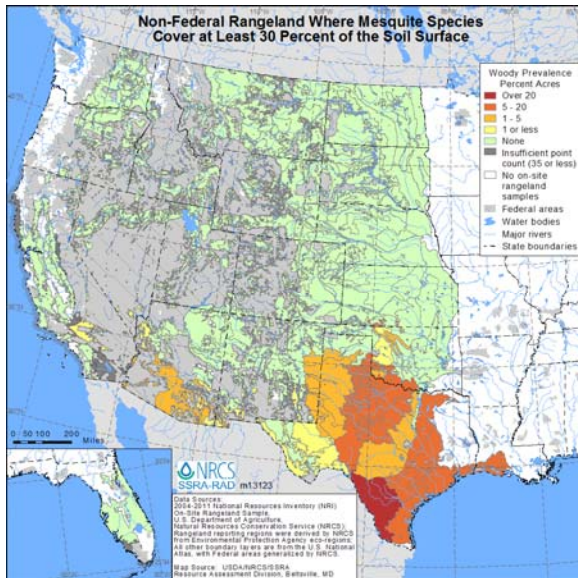 Non-Federal Rangeland Where Mesquite Species
Cover at Least 30 Percent of the Soil Surface
Woody Prevalence
Percent Acres
Over 20
5 - 20
1 - 5
1 or less
None
Insufficient point
count (35 or less)
No on-site
rangeland
samples
Federal areas
Water bodies
Major rivers
State boundaries
0 50 100 200
Miles
NRCS
SSRA-RAD
m13123
Data Sources:
2004-2011 National Resources Inventory (NRI)
On-Site Rangeland Sample,
U.S. Department of Agriculture,
Natural Resources Conservation Service (NRCS).
Rangeland reporting regions were derived by NRCS
from Environmental Protection Agency eco-regions.
All other boundary layers are from the U.S. National
Atlas, with Federal areas generalized by NRCS.
Map Source: USDA/NRCS/SSRA
Resource Assessment Division, Beltsville, MD